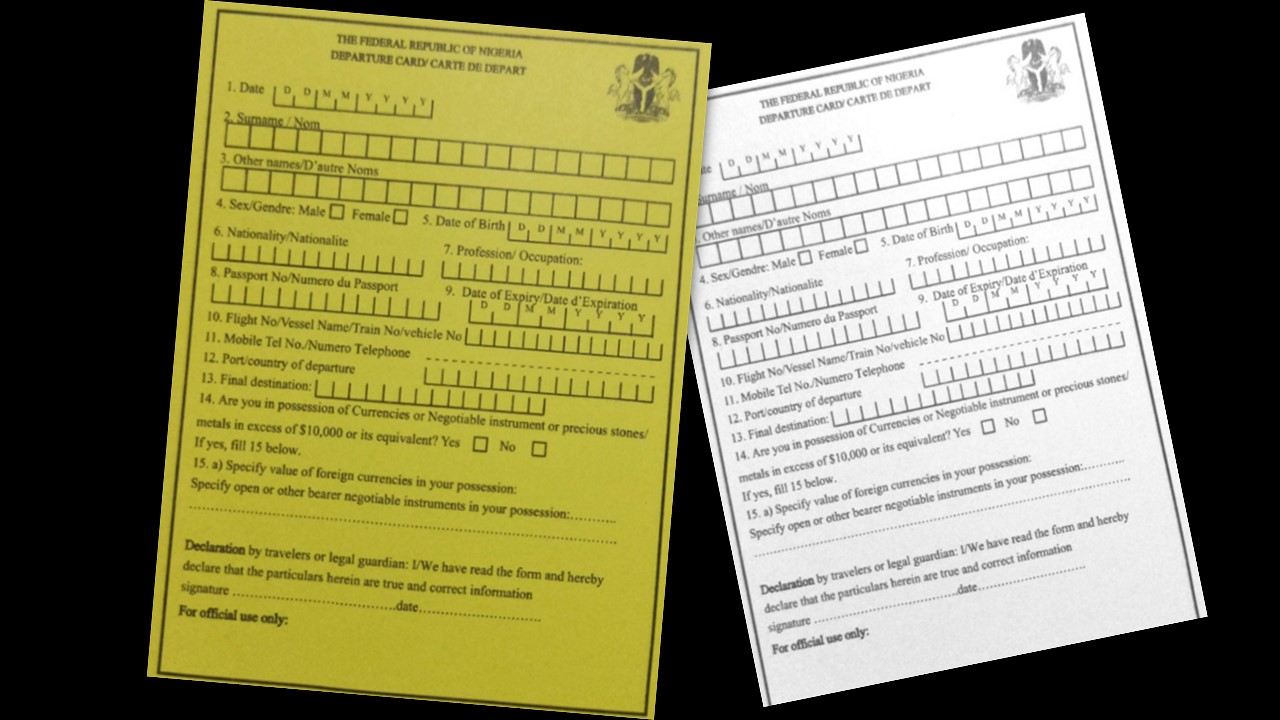 THE FEDERAL REPUBLIC OF NIGERIA
DEPARTURE CARD/ CARTE DE DEPART
1. Date D D M M Y Y Y Y
2. Surname / Nom
3. Other names/D'autre Noms
4. Sex/Gendre: Male Female 5. Date of Birth D D M M Y Y Y Y
6. Nationality/Nationalite 7. Profession/ Occupation:
8. Passport No/Numero du Passport 9. Date of Expiry/Date d'Expiration
D D M M Y Y Y Y
10. Flight No/Vessel Name/Train No/vehicle No
11. Mobile Tel No./Numero Telephone
12. Port/country of departure
13. Final destination:
14. Are you in possession of Currencies or Negotiable instrument or precious stones/
metals in excess of $10,000 or its equivalent? Yes No
If yes, fill 15 below.
15. a) Specify value of foreign currencies in your possession:
Specify open or other bearer negotiable instruments in your possession:..........
Declaration by travelers or legal guardian: I/We have read the form and hereby
declare that the particulars herein are true and correct information
signature ........................................date..............................
For official use only:
THE FEDERAL REPUBLIC OF NIGERIA
DEPARTURE CARD/ CARTE DE DEPART
te D D M M Y Y Y Y
urname / Nom
. Other names/D'autre Noms
4. Sex/Gendre: Male Female 5. Date of Birth D D M M Y Y Y Y
6. Nationality/Nationalite 7. Profession/ Occupation:
8. Passport No/Numero du Passport 9. Date of Expiry/Date d'Expiration
D D M M Y Y Y Y
10. Flight No/Vessel Name/Train No/vehicle No
11. Mobile Tel No./Numero Telephone
12. Port/country of departure
13. Final destination:
14. Are you in possession of Currencies or Negotiable instrument or precious stones/
metals in excess of $10,000 or its equivalent? Yes No
If yes, fill 15 below.
15. a) Specify value of foreign currencies in your possession:
Specify open or other bearer negotiable instruments in your possession:..........
Declaration by travelers or legal guardian: I/We have read the form and hereby
declare that the particulars herein are true and correct information
signature ..................................date..........................
For official use only: